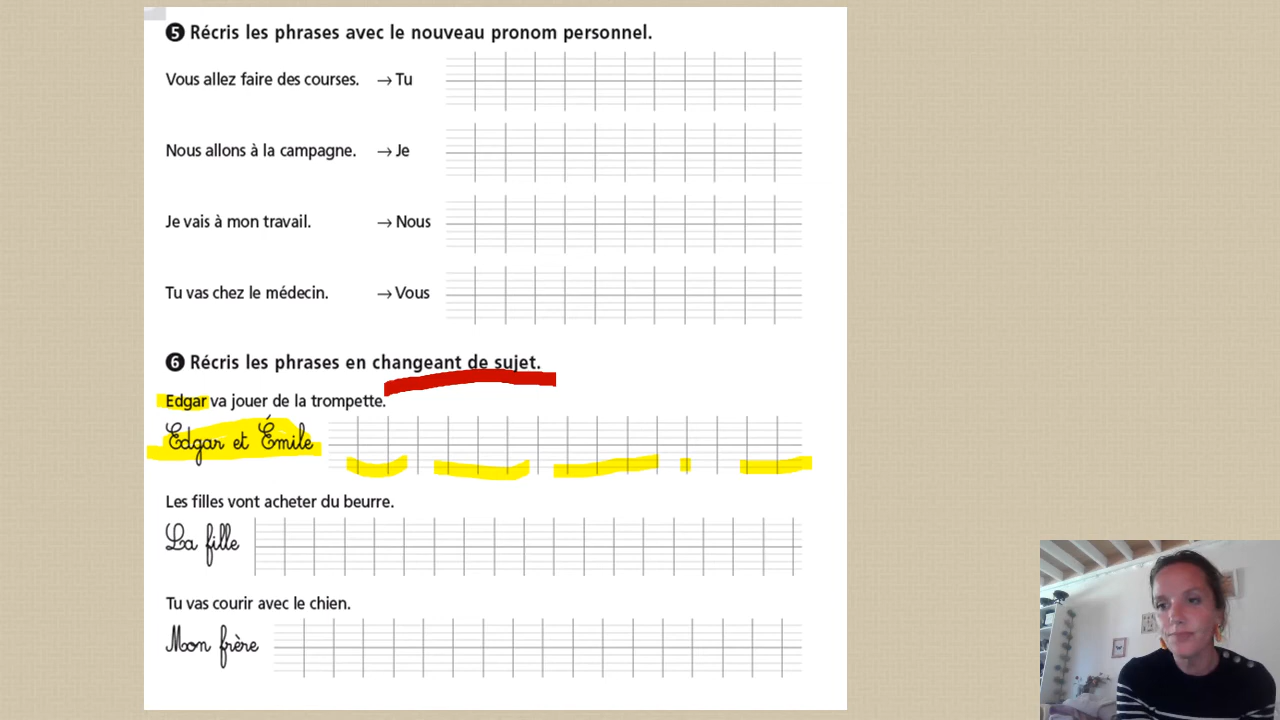 5 Récris les phrases avec le nouveau pronom personnel.
Vous allez faire des courses. → Tu
Nous allons à la campagne. → Je
Je vais à mon travail. → Nous
Tu vas chez le médecin. → Vous
6 Récris les phrases en changeant de sujet.
Edgar va jouer de la trompette.
Edgar et Émile
Les filles vont acheter du beurre.
La fille
Tu vas courir avec le chien.
Mon frère